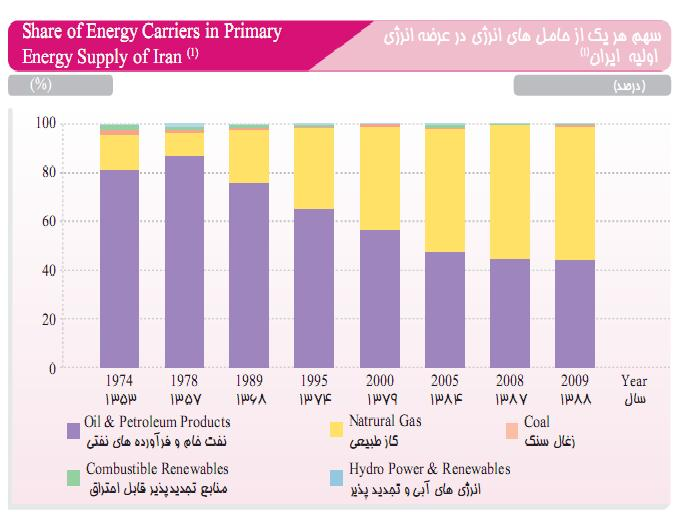 Share of Energy Carriers in Primary
Energy Supply of Iran (1)
سهم هر یک از حامل های انرژی در عرضه انرژی
اولیه ایران(1)
(%)
(درصد)
100
80
60
40
20
0
1974 1978 1989 1995 2000 2005 2008 2009 Year
۱۳۵۳ ۱۳۵۷ ۱۳۶۸ ۱۳۷۴ ۱۳۷۹ ۱۳۸۴ ۱۳۸۷ ۱۳۸۸ سال
Oil & Petroleum Products
نفت خام و فرآورده های نفتی
Natrural Gas
گاز طبیعی
Coal
زغال سنگ
Combustible Renewables
منابع تجدیدپذیر قابل احتراق
Hydro Power & Renewables
انرژی های آبی و تجدید پذیر